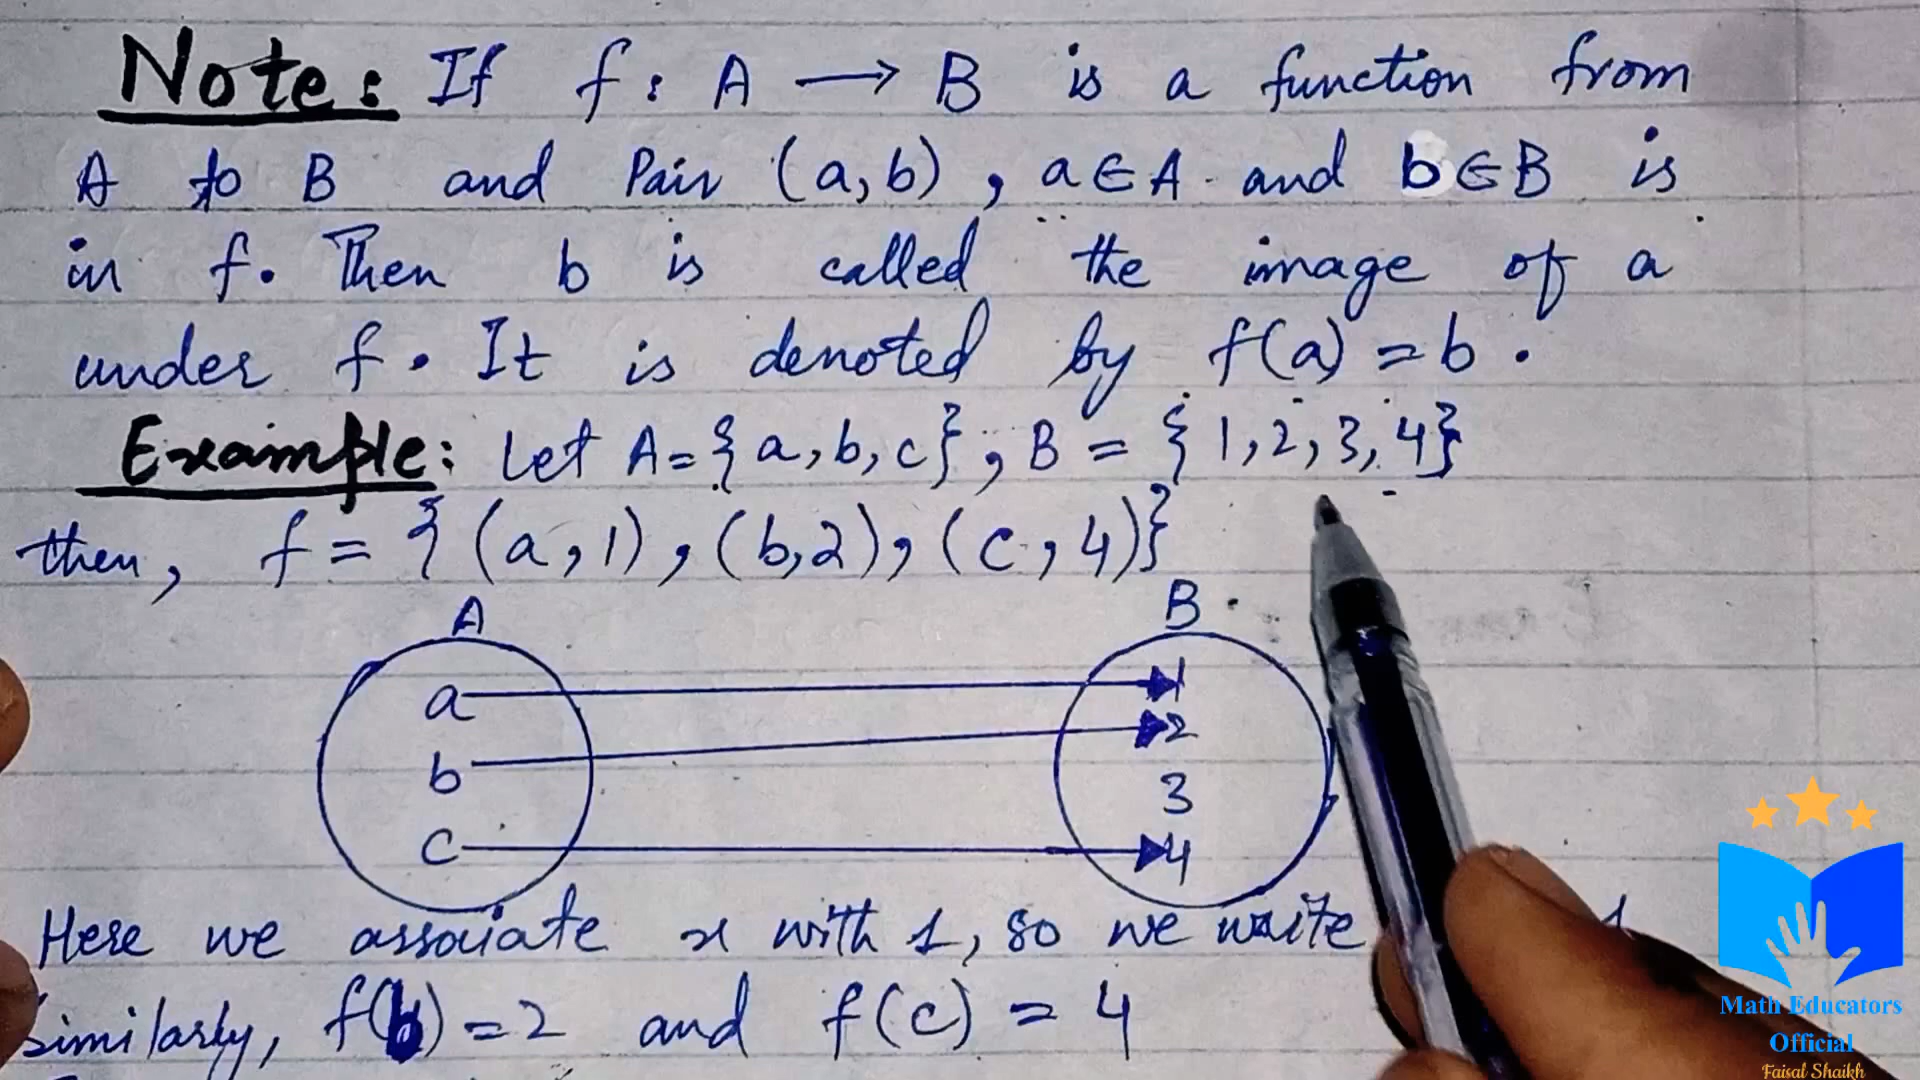 Note: If f: A → B is a function from
A to B and Pair (a, b), a ∈ A and b ∈ B is
in f. Then b is called the image of a
under f. It is denoted by f(a) = b.
Example: Let A = {a, b, c}, B = {1, 2, 3, 4}
then, f = {(a, 1), (b, 2), (c, 4)}
A B
a 1
b 2
3
c 4
Here we assosiate x with 1, so we write
Similarly, f(b) = 2 and f(c) = 4
Math Educators
Official
Faisal Shaikh